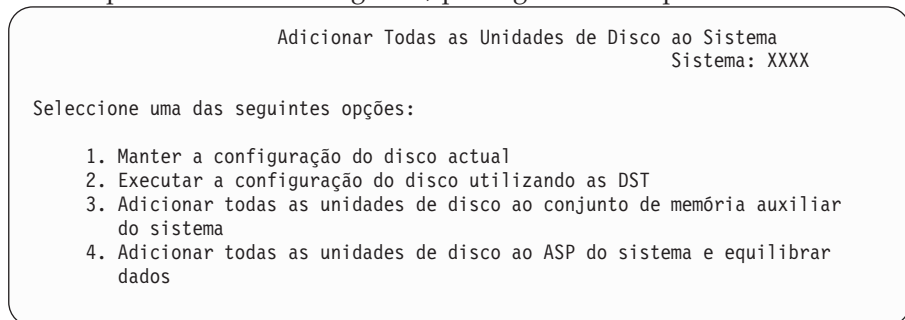 Adicionar Todas as Unidades de Disco ao Sistema
Sistema: XXXX
Seleccione uma das seguintes opções:
1. Manter a configuração do disco actual
2. Executar a configuração do disco utilizando as DST
3. Adicionar todas as unidades de disco ao conjunto de memória auxiliar
do sistema
4. Adicionar todas as unidades de disco ao ASP do sistema e equilibrar
dados